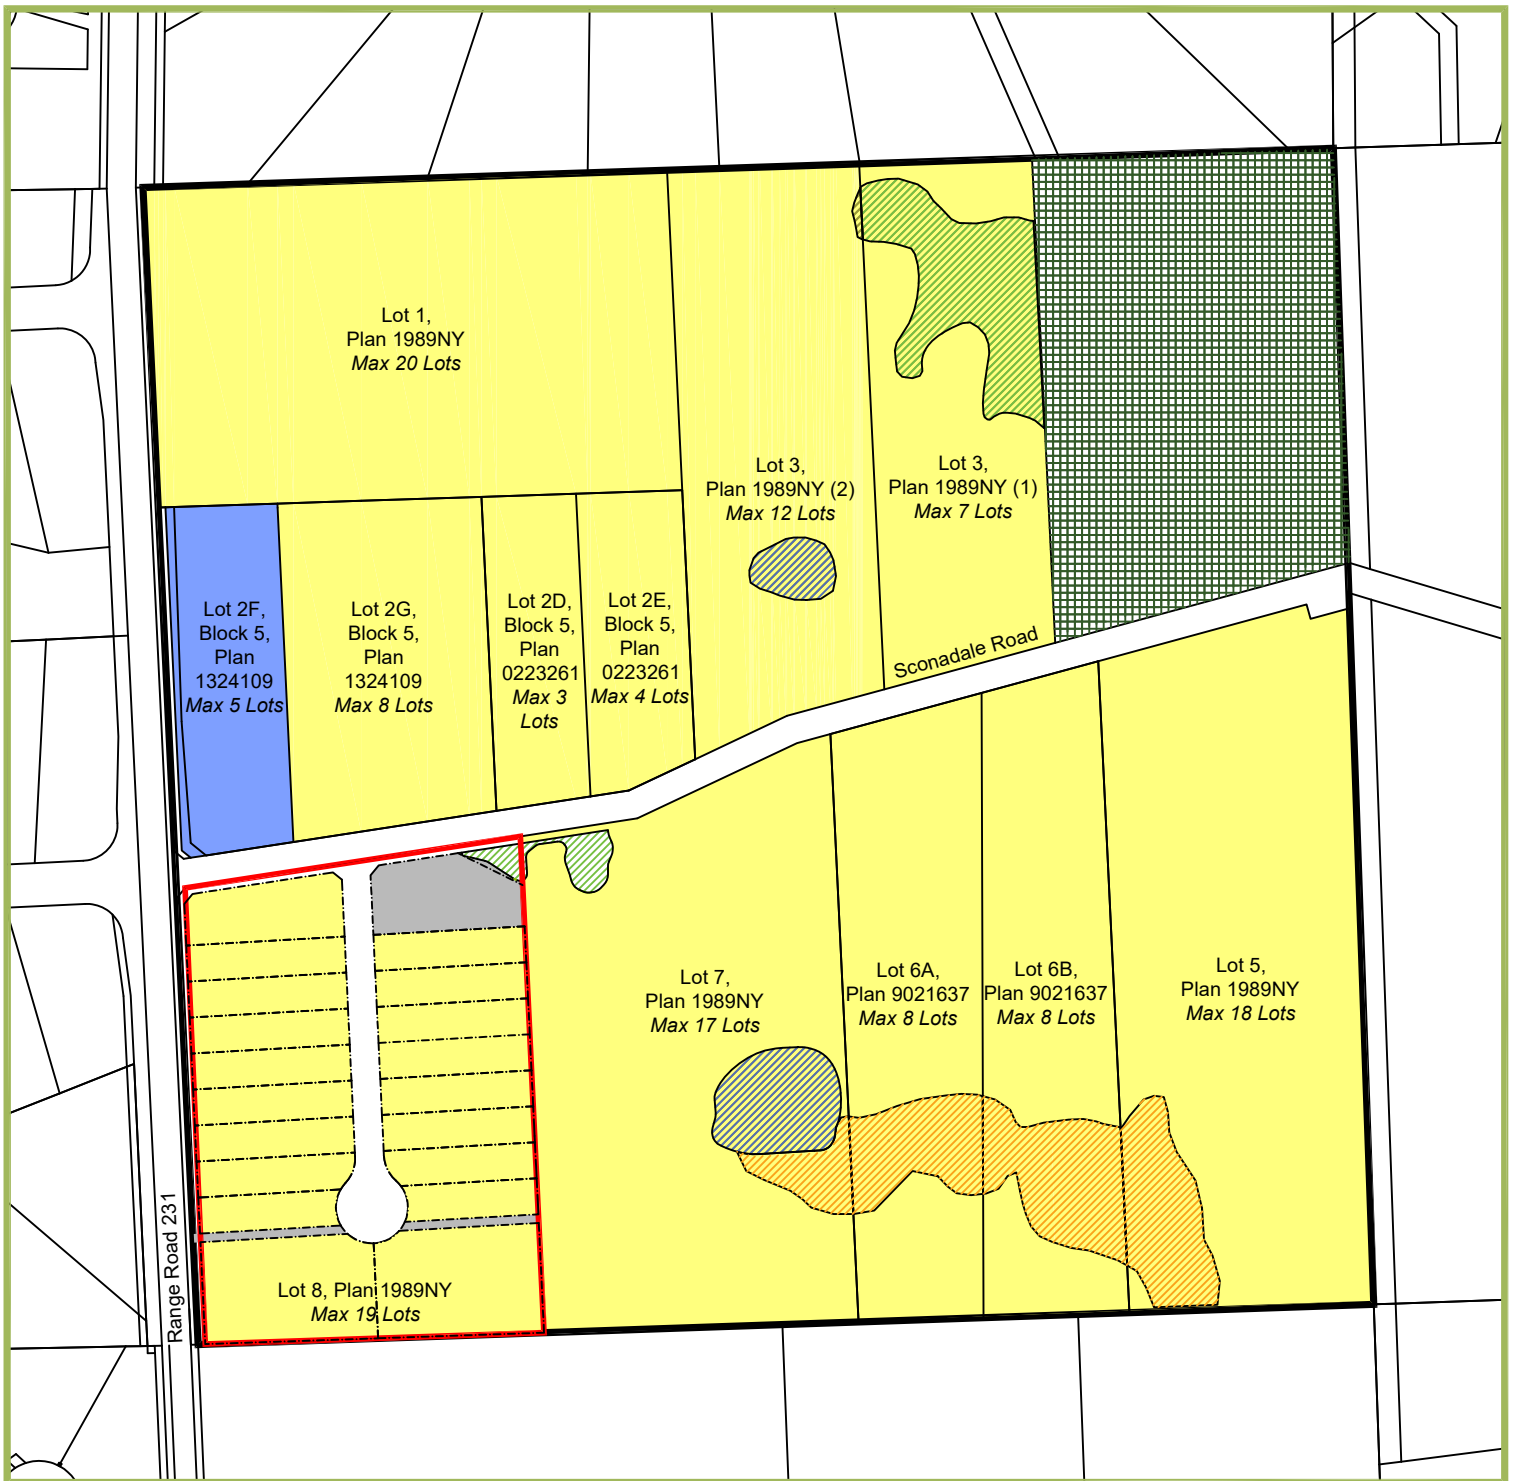 Lot 1,
Plan 1989NY
Max 20 Lots
Lot 3,
Plan 1989NY (2)
Max 12 Lots
Lot 3,
Plan 1989NY (1)
Max 7 Lots
Lot 2F,
Block 5,
Plan
1324109
Max 5 Lots
Lot 2G,
Block 5,
Plan
1324109
Max 8 Lots
Lot 2D,
Block 5,
Plan
0223261
Max 3
Lots
Lot 2E,
Block 5,
Plan
0223261
Max 4 Lots
Sconadale Road
Lot 7,
Plan 1989NY
Max 17 Lots
Lot 6A,
Plan 9021637
Max 8 Lots
Lot 6B,
Plan 9021637
Max 8 Lots
Lot 5,
Plan 1989NY
Max 18 Lots
Range Road 231
Lot 8, Plan 1989NY
Max 19 Lots